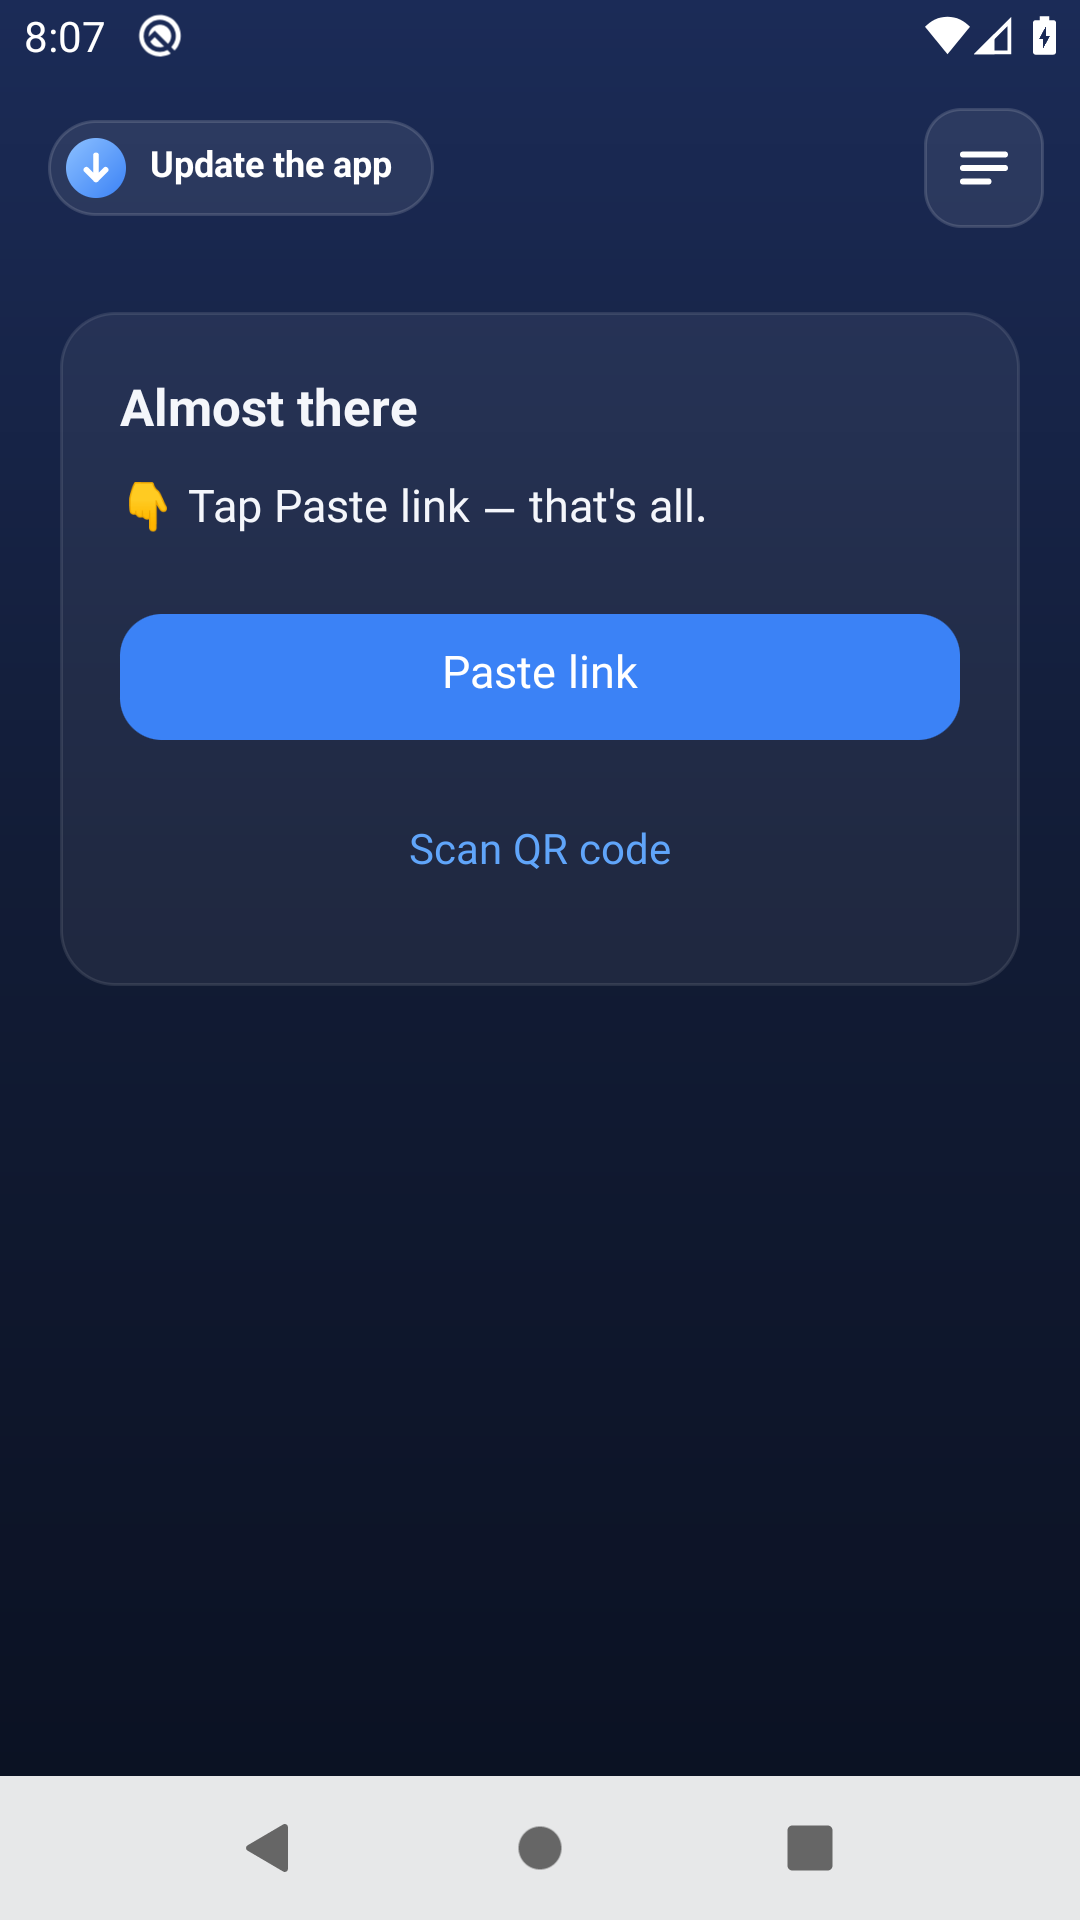 8:07
Update the app
Almost there
👇 Tap Paste link — that's all.
Paste link
Scan QR code